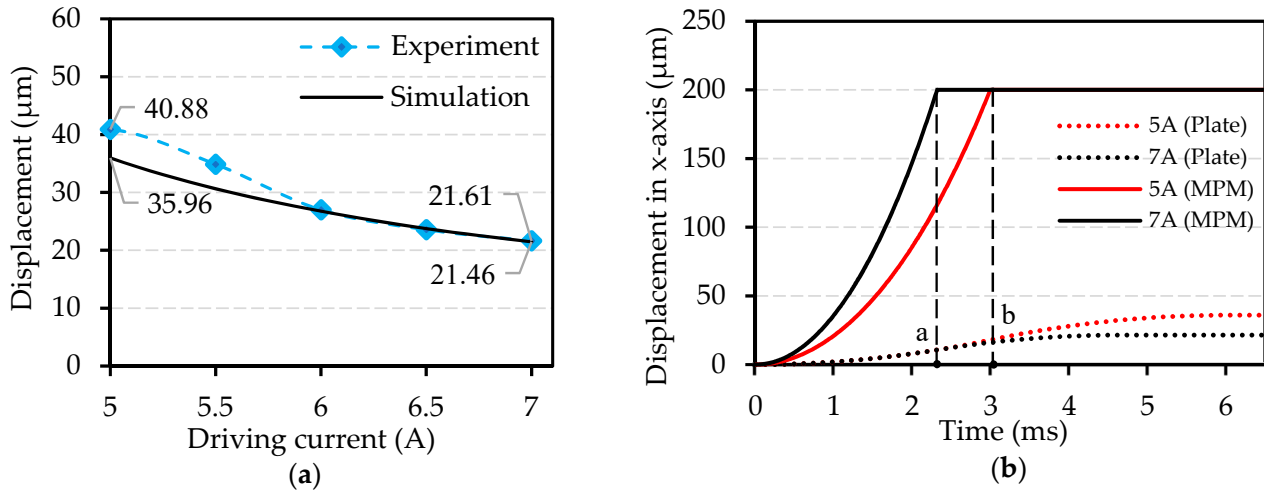 Displacement (μm)
60
50
40
30
20
10
0
Experiment
Simulation
40.88
35.96
21.61
21.46
5
5.5
6
6.5
7
Driving current (A)
(a)
Displacement in x-axis (μm)
250
200
150
100
50
0
5A (Plate)
7A (Plate)
5A (MPM)
7A (MPM)
a
b
0
1
2
3
4
5
6
Time (ms)
(b)